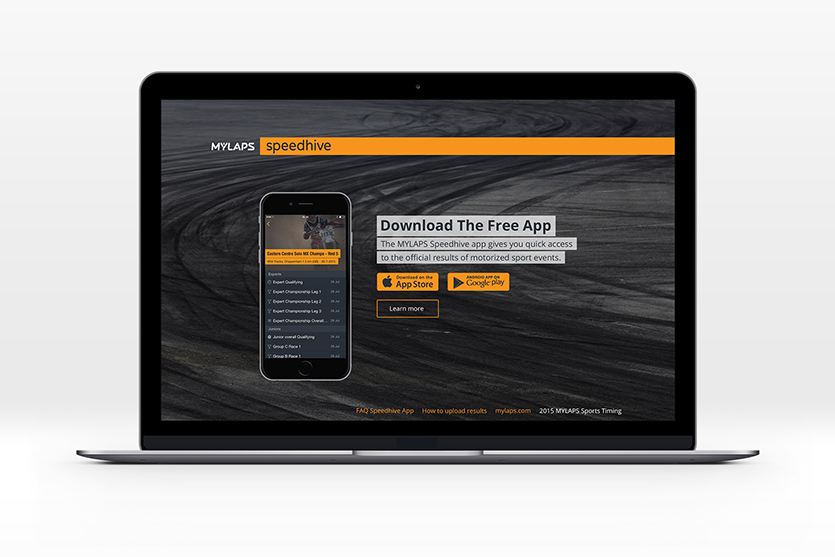 MYLAPS speedhive
Download The Free App
The MYLAPS Speedhive app gives you quick access
to the official results of motorized sport events.
Download on the
App Store
ANDROID APP ON
Google play
Learn more
Eastern Centre Solo MX Champs - Red S
Experts
Expert Qualifying
Expert Championship Leg 1
Expert Championship Leg 2
Expert Championship Leg 3
Expert Championship Overall...
Juniors
Junior overall Qualifying
Group C Race 1
Group B Race 1
FAQ Speedhive App How to upload results mylaps.com 2015 MYLAPS Sports Timing